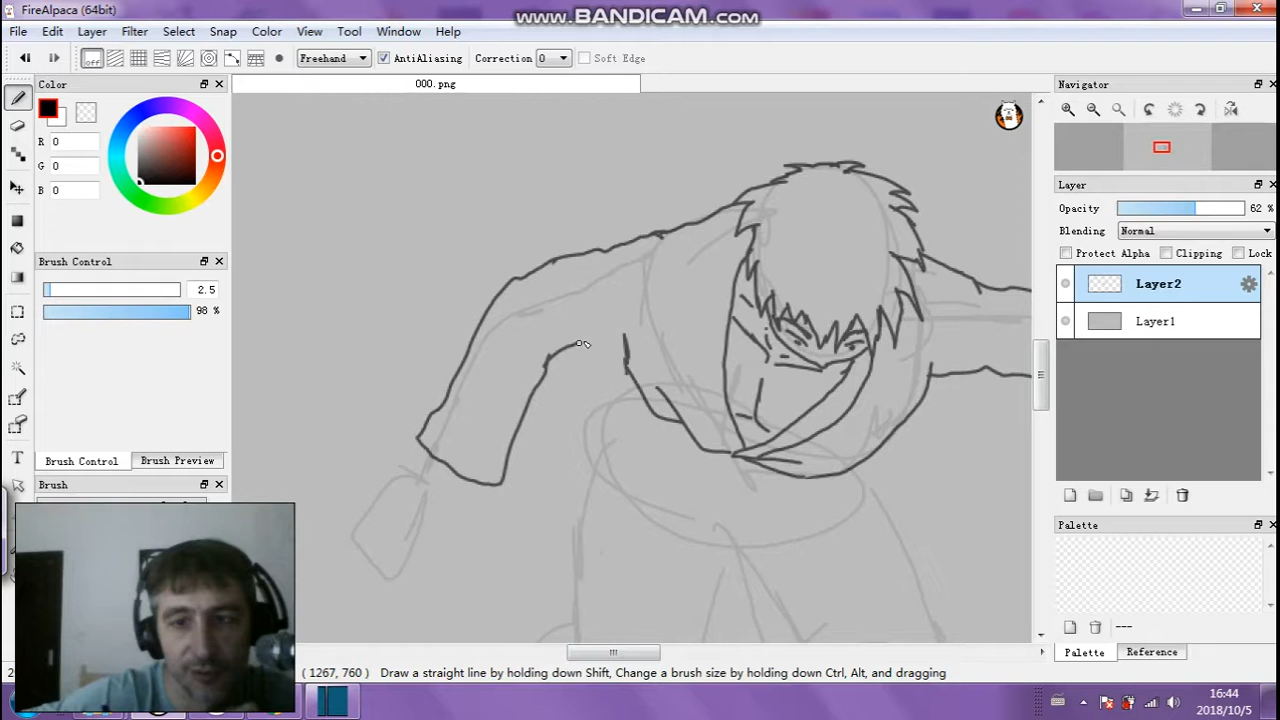 FireAlpaca (64bit)
www.BANDICAM.com
File Edit Layer Filter Select Snap Color View Tool Window Help
off Freehand AntiAliasing Correction 0 Soft Edge
Color
000.png
Navigator
R 0
G 0
B 0
Layer
Opacity 62 %
Blending Normal
Protect Alpha Clipping Lock
Brush Control
2.5
98 %
Layer2
Layer1
Brush Control Brush Preview
Brush
Palette
---
Palette Reference
( 1267, 760) Draw a straight line by holding down Shift, Change a brush size by holding down Ctrl, Alt, and dragging
16:44
2018/10/5